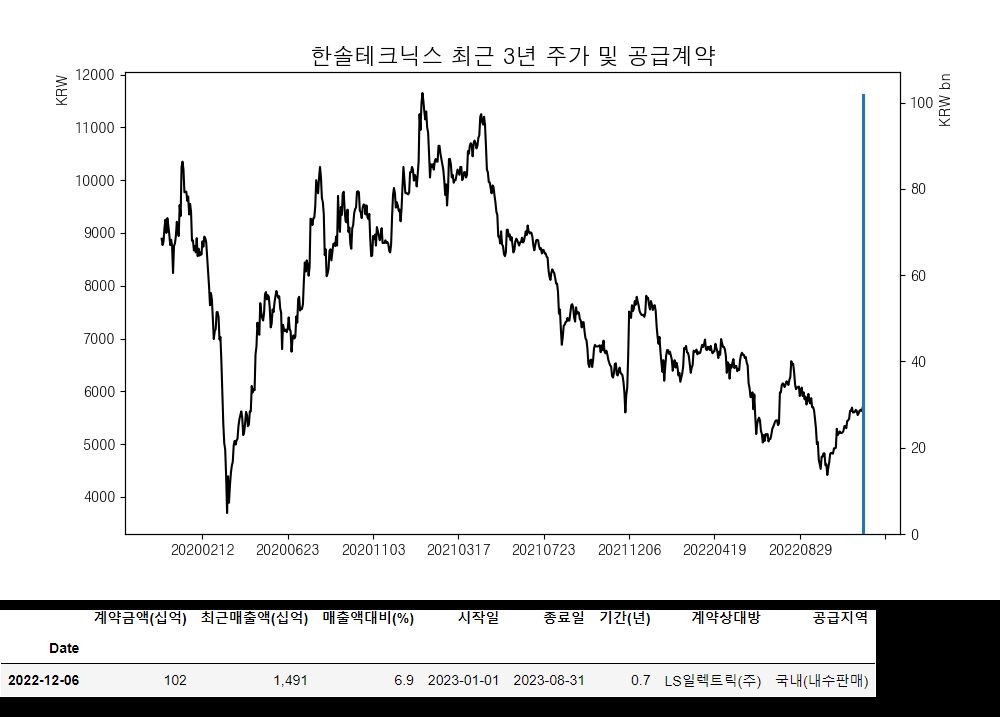 한솔테크닉스 최근 3년 주가 및 공급계약
KRW
KRW bn
12000
11000
10000
9000
8000
7000
6000
5000
4000
100
80
60
40
20
0
20200212 20200623 20201103 20210317 20210723 20211206 20220419 20220829
계약금액(십억) 최근매출액(십억) 매출액대비(%) 시작일 종료일 기간(년) 계약상대방 공급지역
Date
2022-12-06 102 1,491 6.9 2023-01-01 2023-08-31 0.7 LS일렉트릭(주) 국내(내수판매)